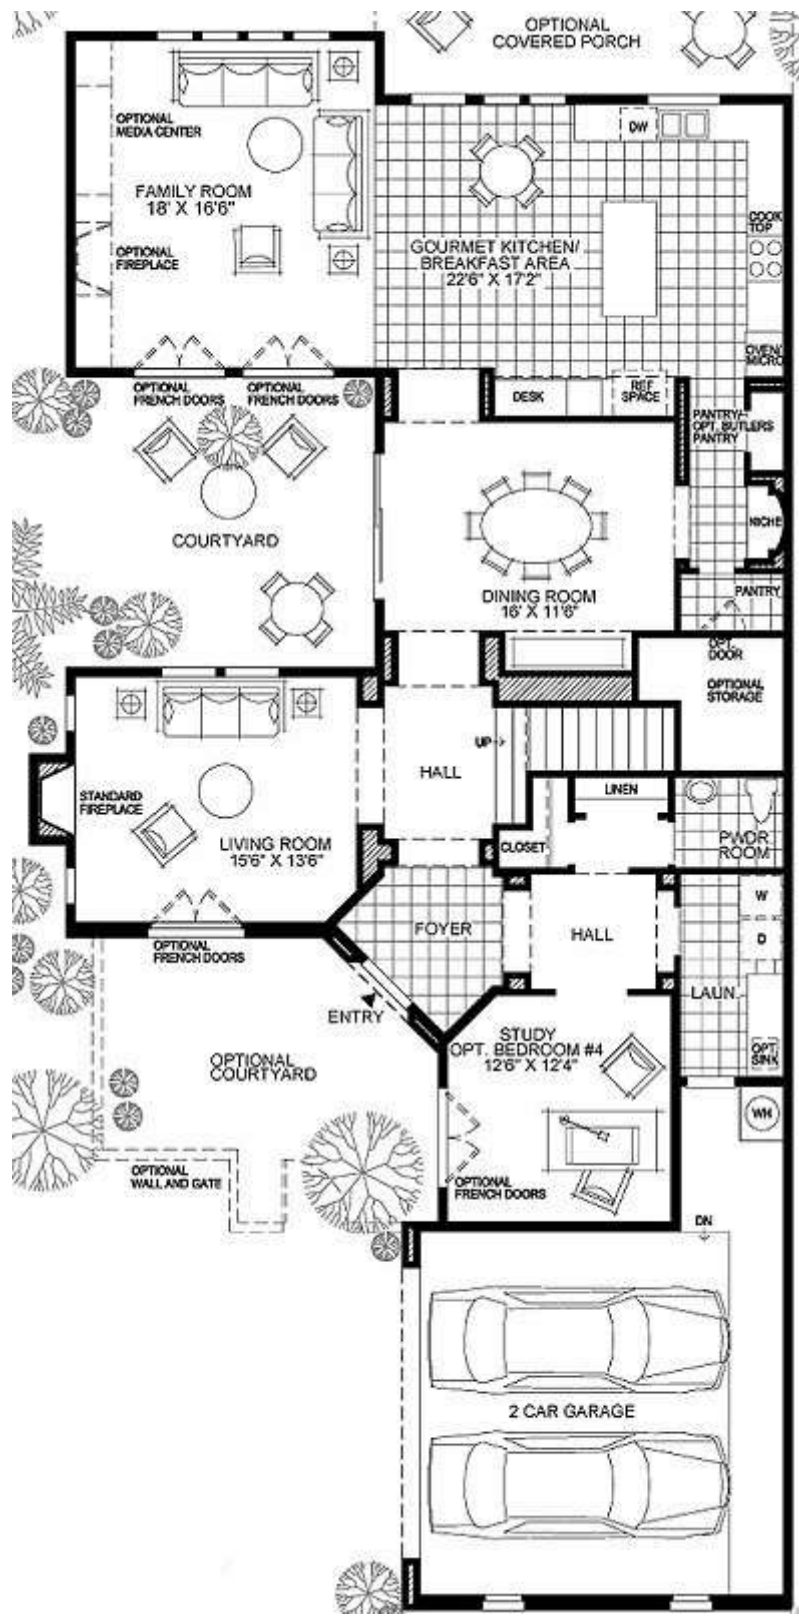 OPTIONAL
COVERED PORCH
OPTIONAL
MEDIA CENTER
DW
FAMILY ROOM
18' X 16'6"
COOK
TOP
OPTIONAL
FIREPLACE
GOURMET KITCHEN/
BREAKFAST AREA
22'6" X 17'2"
OVEN/
MICRO
OPTIONAL
FRENCH DOORS
OPTIONAL
FRENCH DOORS
DESK
REF
SPACE
PANTRY/
OPT. BUTLERS
PANTRY
NICHE
COURTYARD
DINING ROOM
16' X 11'6"
PANTRY
OPT.
DOOR
OPTIONAL
STORAGE
UP
HALL
STANDARD
FIREPLACE
LINEN
LIVING ROOM
15'6" X 13'6"
CLOSET
PWDR
ROOM
W
D
FOYER
HALL
OPTIONAL
FRENCH DOORS
LAUN.
ENTRY
STUDY
OPT. BEDROOM #4
12'6" X 12'4"
OPT.
SINK
OPTIONAL
COURTYARD
WH
OPTIONAL
WALL AND GATE
OPTIONAL
FRENCH DOORS
DN
2 CAR GARAGE